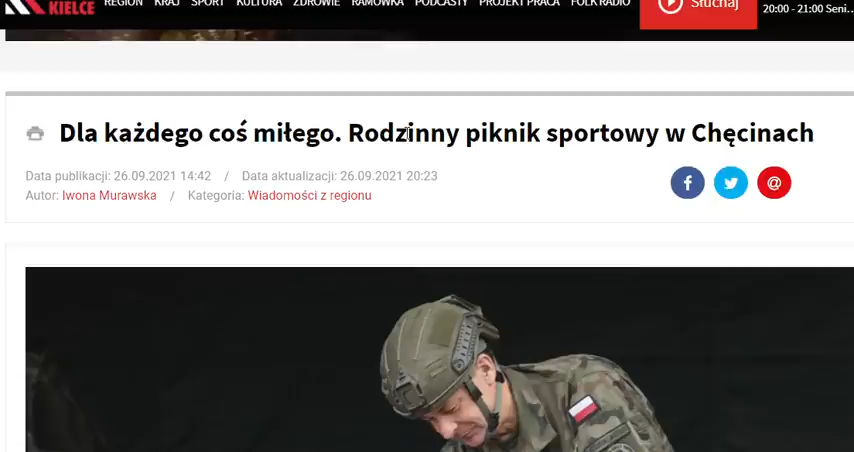 KIELCE REGION KRAJ SPORT KULTURA ZDROWIE RAMÓWKA PODCASTY PROJEKT PRACA FOLK RADIO Słuchaj 20:00 - 21:00 Seni...
Dla każdego coś miłego. Rodzinny piknik sportowy w Chęcinach
Data publikacji: 26.09.2021 14:42 / Data aktualizacji: 26.09.2021 20:23
Autor: Iwona Murawska / Kategoria: Wiadomości z regionu